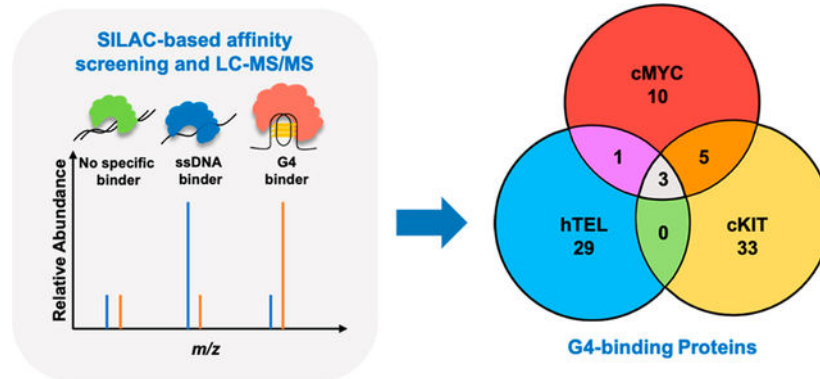 SILAC-based affinity
screening and LC-MS/MS
No specific
binder
ssDNA
binder
G4
binder
Relative Abundance
m/z
cMYC
10
1
5
3
hTEL
29
0
cKIT
33
G4-binding Proteins